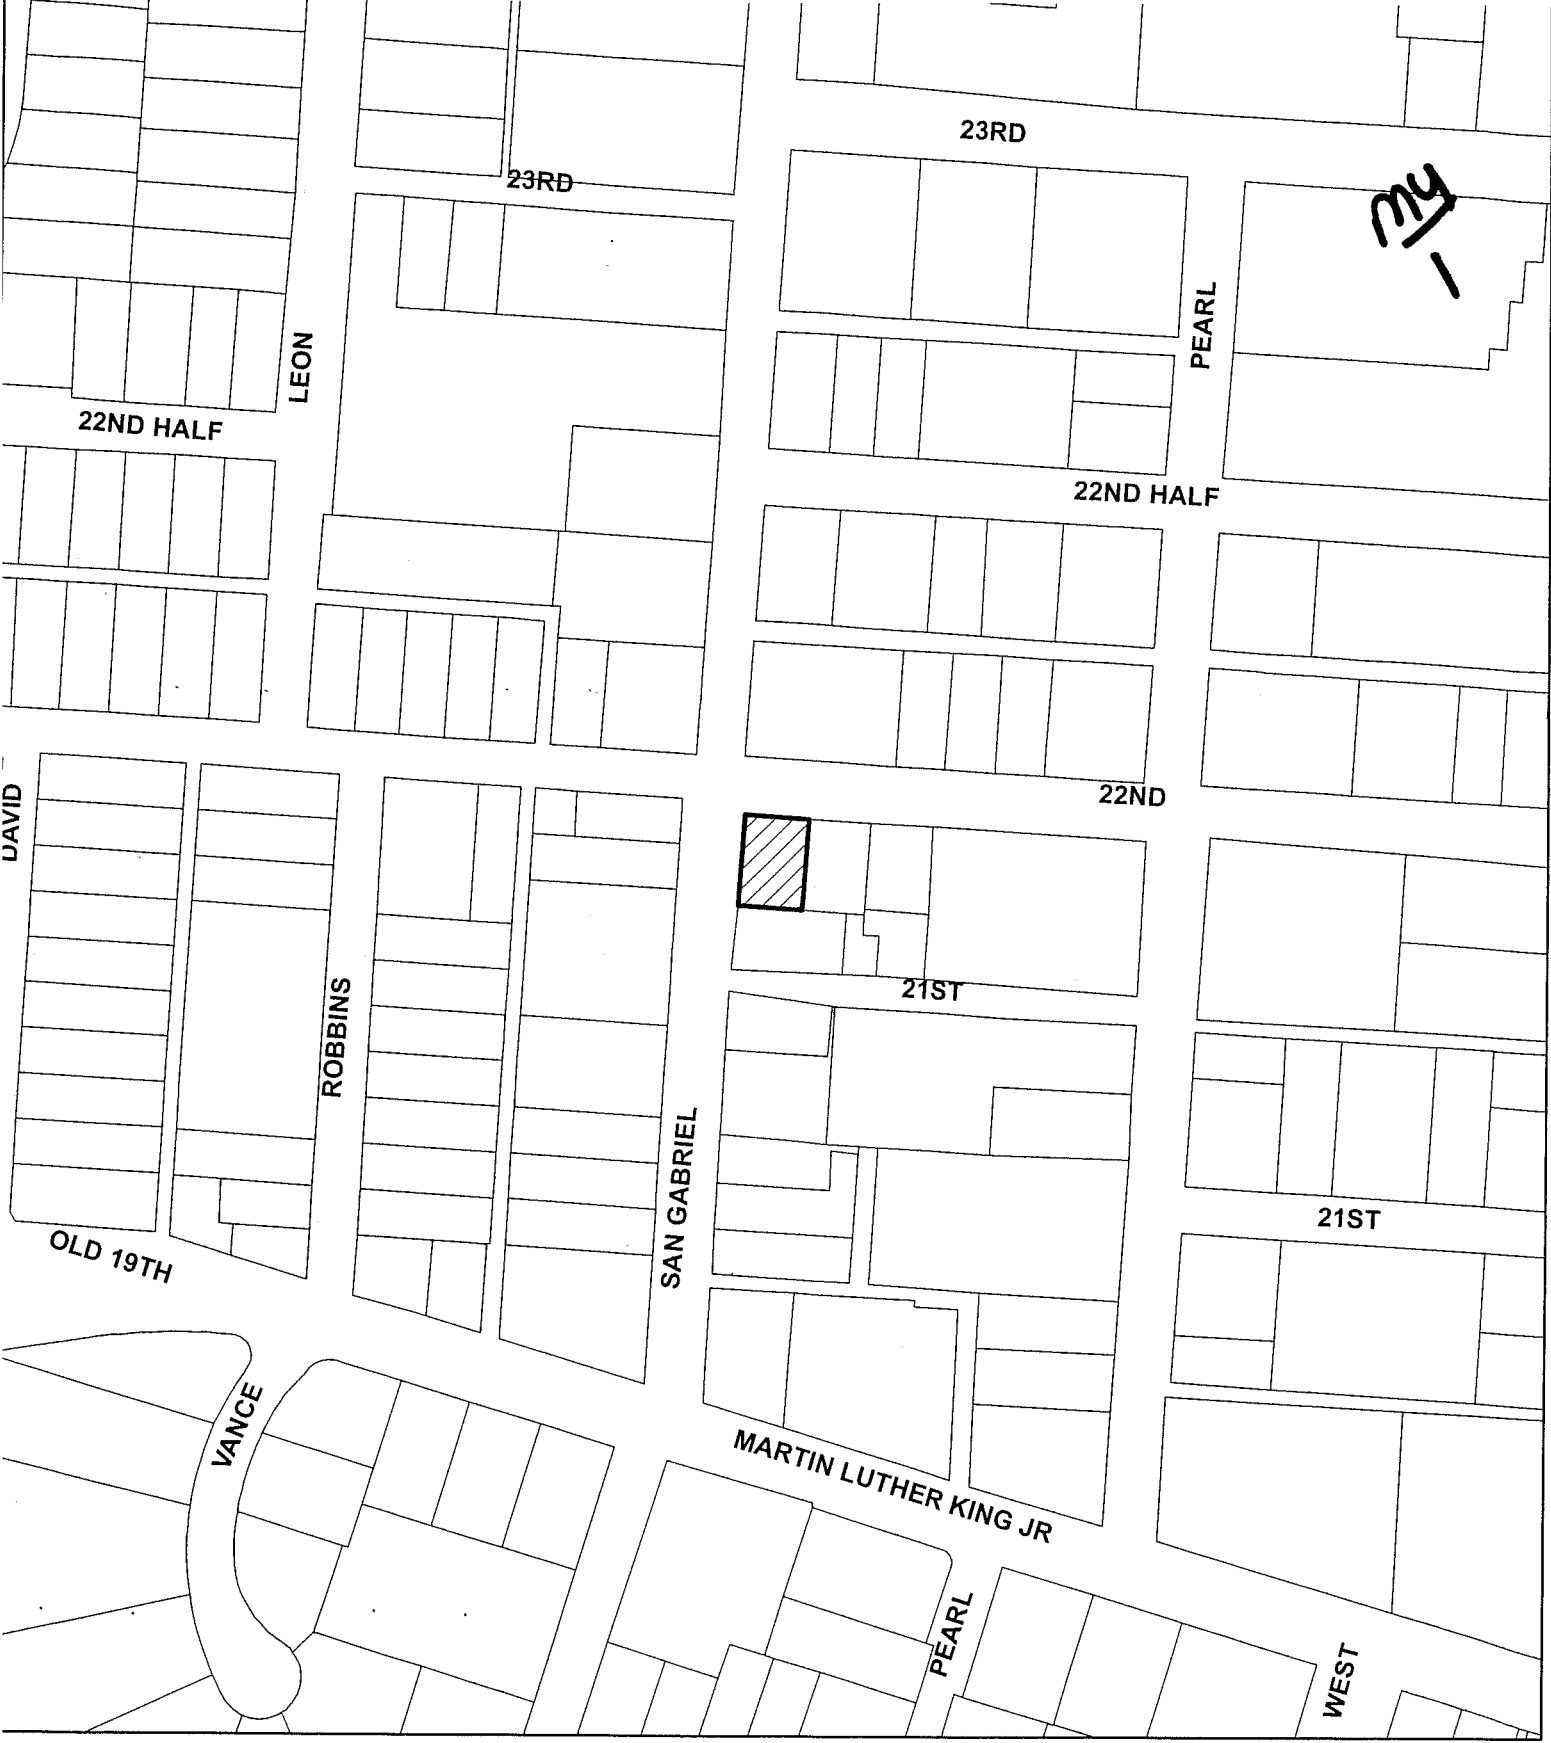 23RD
23RD
my
1
PEARL
LEON
22ND HALF
22ND HALF
22ND
DAVID
21ST
ROBBINS
SAN GABRIEL
21ST
OLD 19TH
VANCE
MARTIN LUTHER KING JR
PEARL
WEST